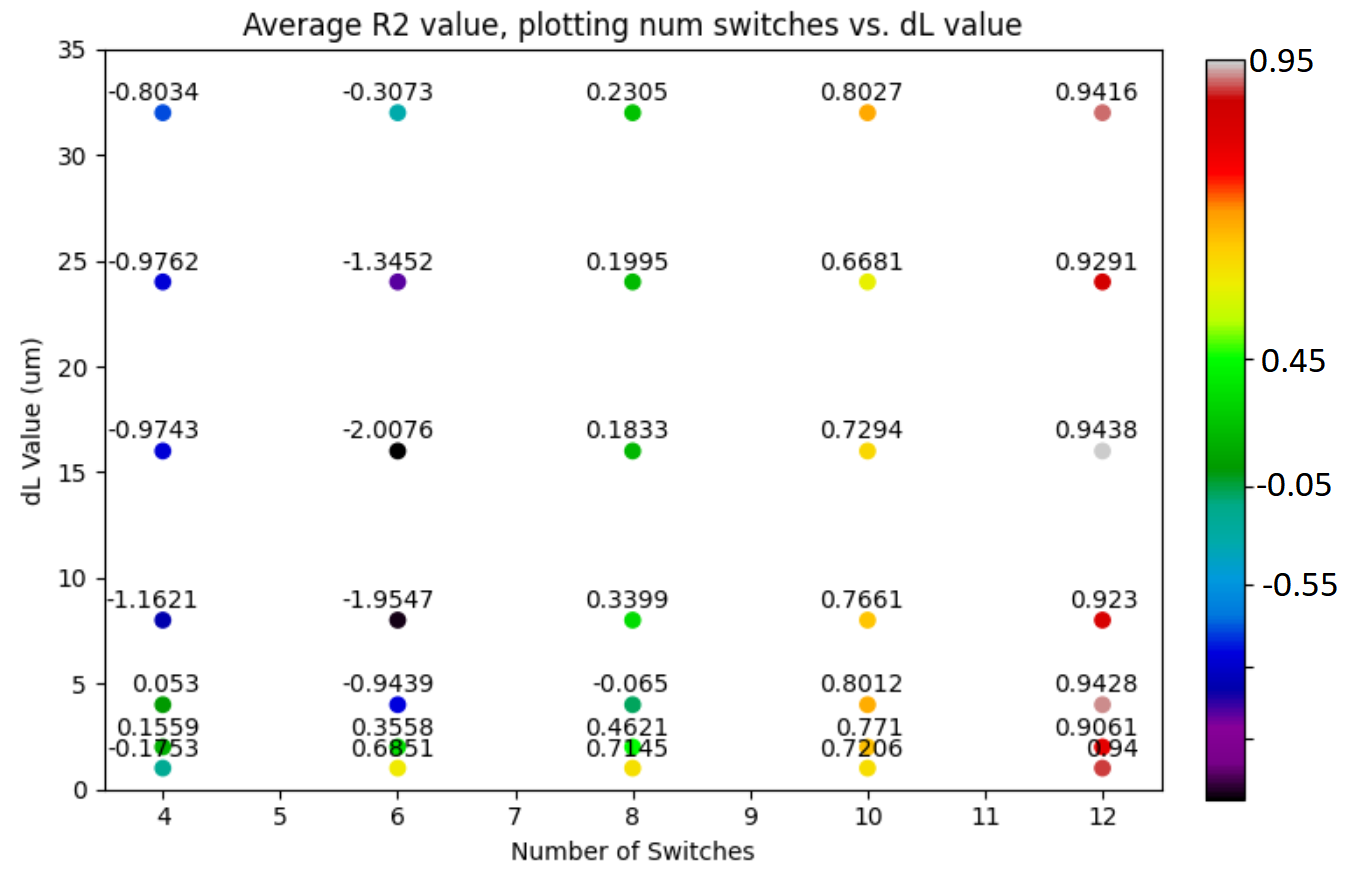 Average R2 value, plotting num switches vs. dL value
35
30
25
20
15
10
5
0
dL Value (um)
-0.8034 -0.3073 0.2305 0.8027 0.9416
-0.9762 -1.3452 0.1995 0.6681 0.9291
-0.9743 -2.0076 0.1833 0.7294 0.9438
-1.1621 -1.9547 0.3399 0.7661 0.923
0.053 -0.9439 -0.065 0.8012 0.9428
0.1559 0.3558 0.4621 0.771 0.9061
-0.1753 0.6851 0.7145 0.7206 0.94
4 5 6 7 8 9 10 11 12
Number of Switches
0.95
0.45
-0.05
-0.55